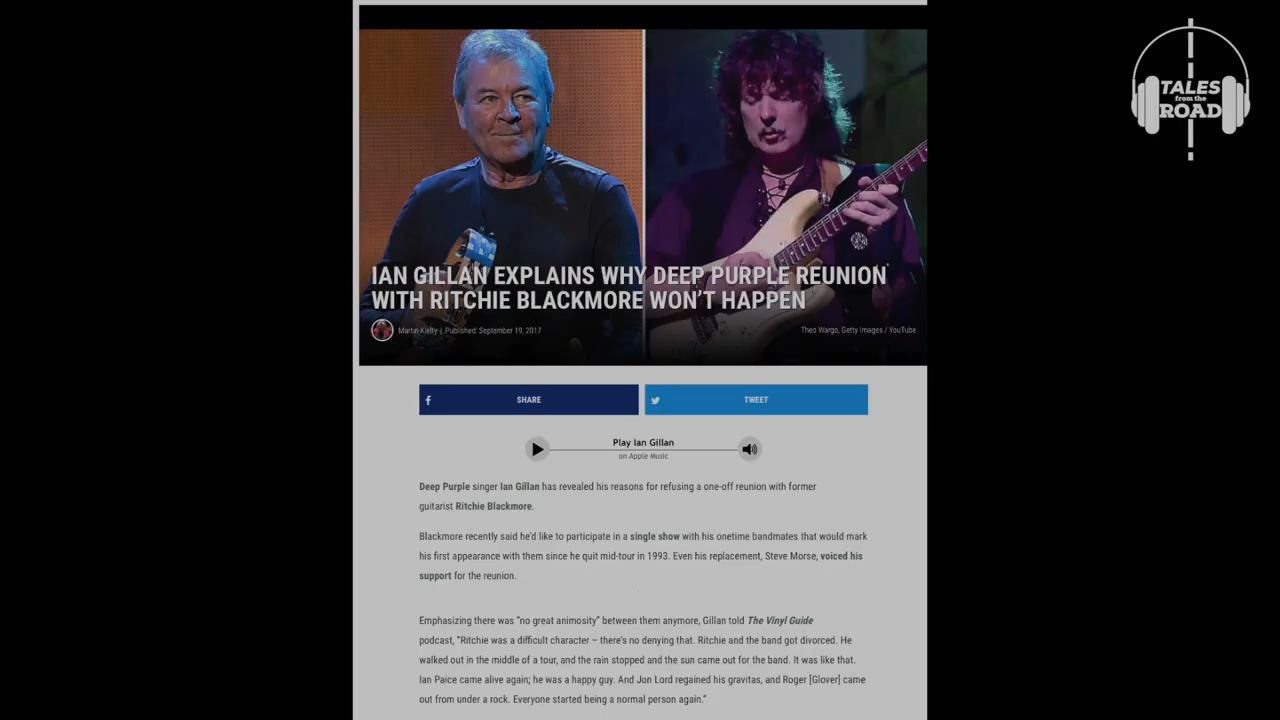 TALES
from the
ROAD
IAN GILLAN EXPLAINS WHY DEEP PURPLE REUNION
WITH RITCHIE BLACKMORE WON'T HAPPEN
Martin Kielty | Published: September 19, 2017
Theo Wargo, Getty Images / YouTube
SHARE
TWEET
Play Ian Gillan
on Apple Music
Deep Purple singer Ian Gillan has revealed his reasons for refusing a one-off reunion with former
guitarist Ritchie Blackmore.
Blackmore recently said he'd like to participate in a single show with his onetime bandmates that would mark
his first appearance with them since he quit mid-tour in 1993. Even his replacement, Steve Morse, voiced his
support for the reunion.
Emphasizing there was "no great animosity" between them anymore, Gillan told The Vinyl Guide
podcast, "Ritchie was a difficult character – there's no denying that. Ritchie and the band got divorced. He
walked out in the middle of a tour, and the rain stopped and the sun came out for the band. It was like that.
Ian Paice came alive again; he was a happy guy. And Jon Lord regained his gravitas, and Roger [Glover] came
out from under a rock. Everyone started being a normal person again."